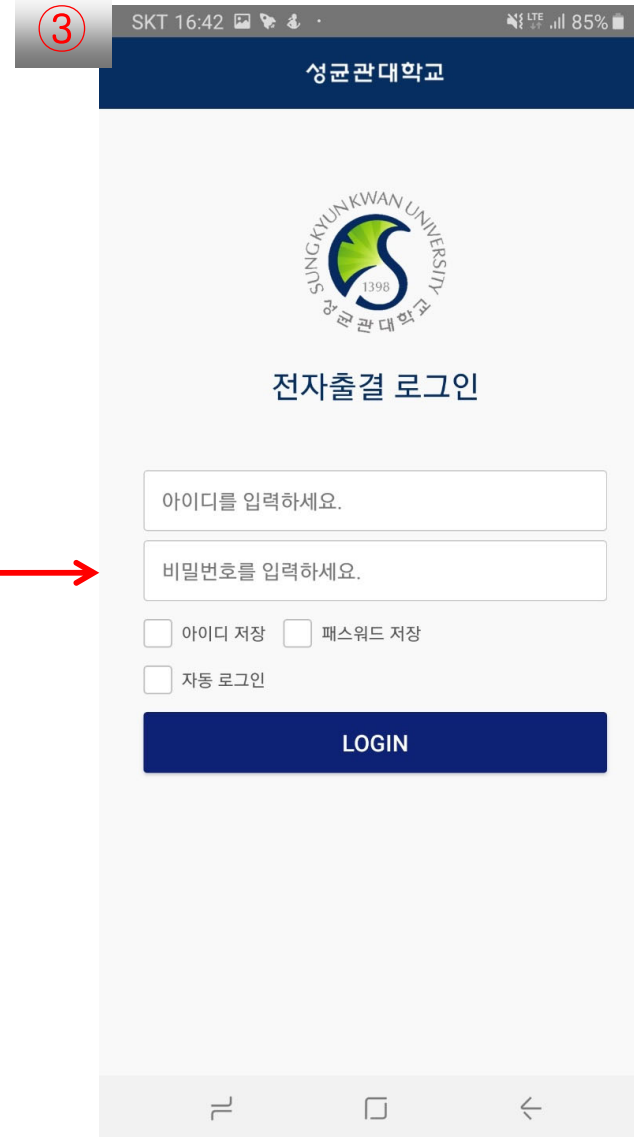 ③
SKT 16:42 LTE 85%
성균관대학교
SUNGKYUNKWAN UNIVERSITY
1398
성균관대학교
전자출결 로그인
아이디를 입력하세요.
비밀번호를 입력하세요.
아이디 저장 패스워드 저장
자동 로그인
LOGIN